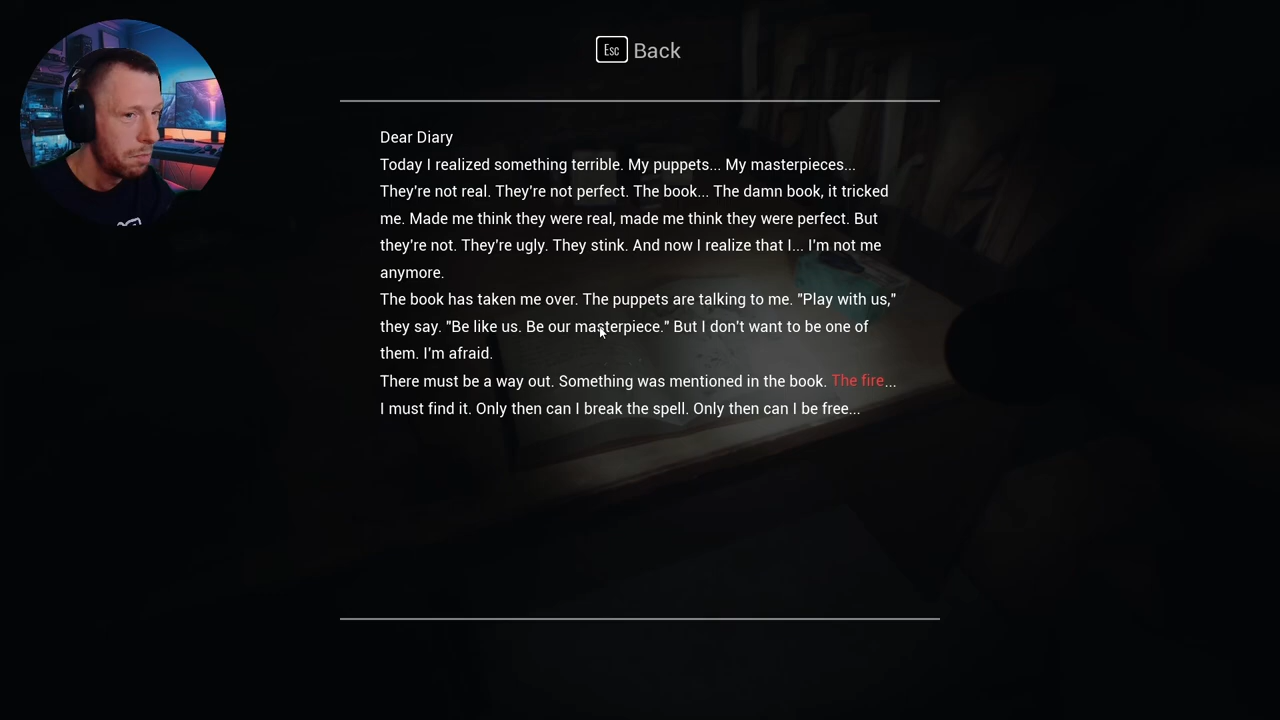 Esc Back
Dear Diary
Today I realized something terrible. My puppets... My masterpieces...
They're not real. They're not perfect. The book... The damn book, it tricked
me. Made me think they were real, made me think they were perfect. But
they're not. They're ugly. They stink. And now I realize that I... I'm not me
anymore.
The book has taken me over. The puppets are talking to me. "Play with us,"
they say. "Be like us. Be our masterpiece." But I don't want to be one of
them. I'm afraid.
There must be a way out. Something was mentioned in the book. The fire...
I must find it. Only then can I break the spell. Only then can I be free...